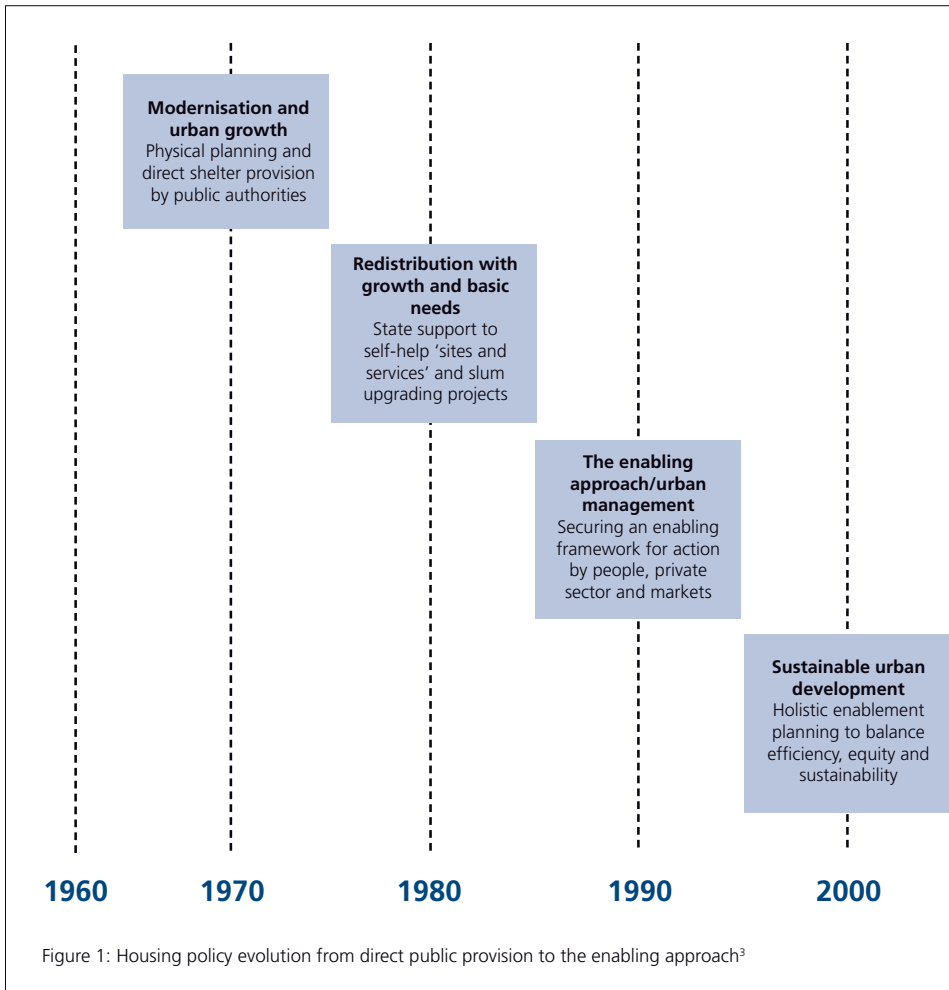 Modernisation and
urban growth
Physical planning and
direct shelter provision
by public authorities
Redistribution with
growth and basic
needs
State support to
self-help ‘sites and
services’ and slum
upgrading projects
The enabling
approach/urban
management
Securing an enabling
framework for action
by people, private
sector and markets
Sustainable urban
development
Holistic enablement
planning to balance
efficiency, equity and
sustainability
1960 1970 1980 1990 2000
Figure 1: Housing policy evolution from direct public provision to the enabling approach³